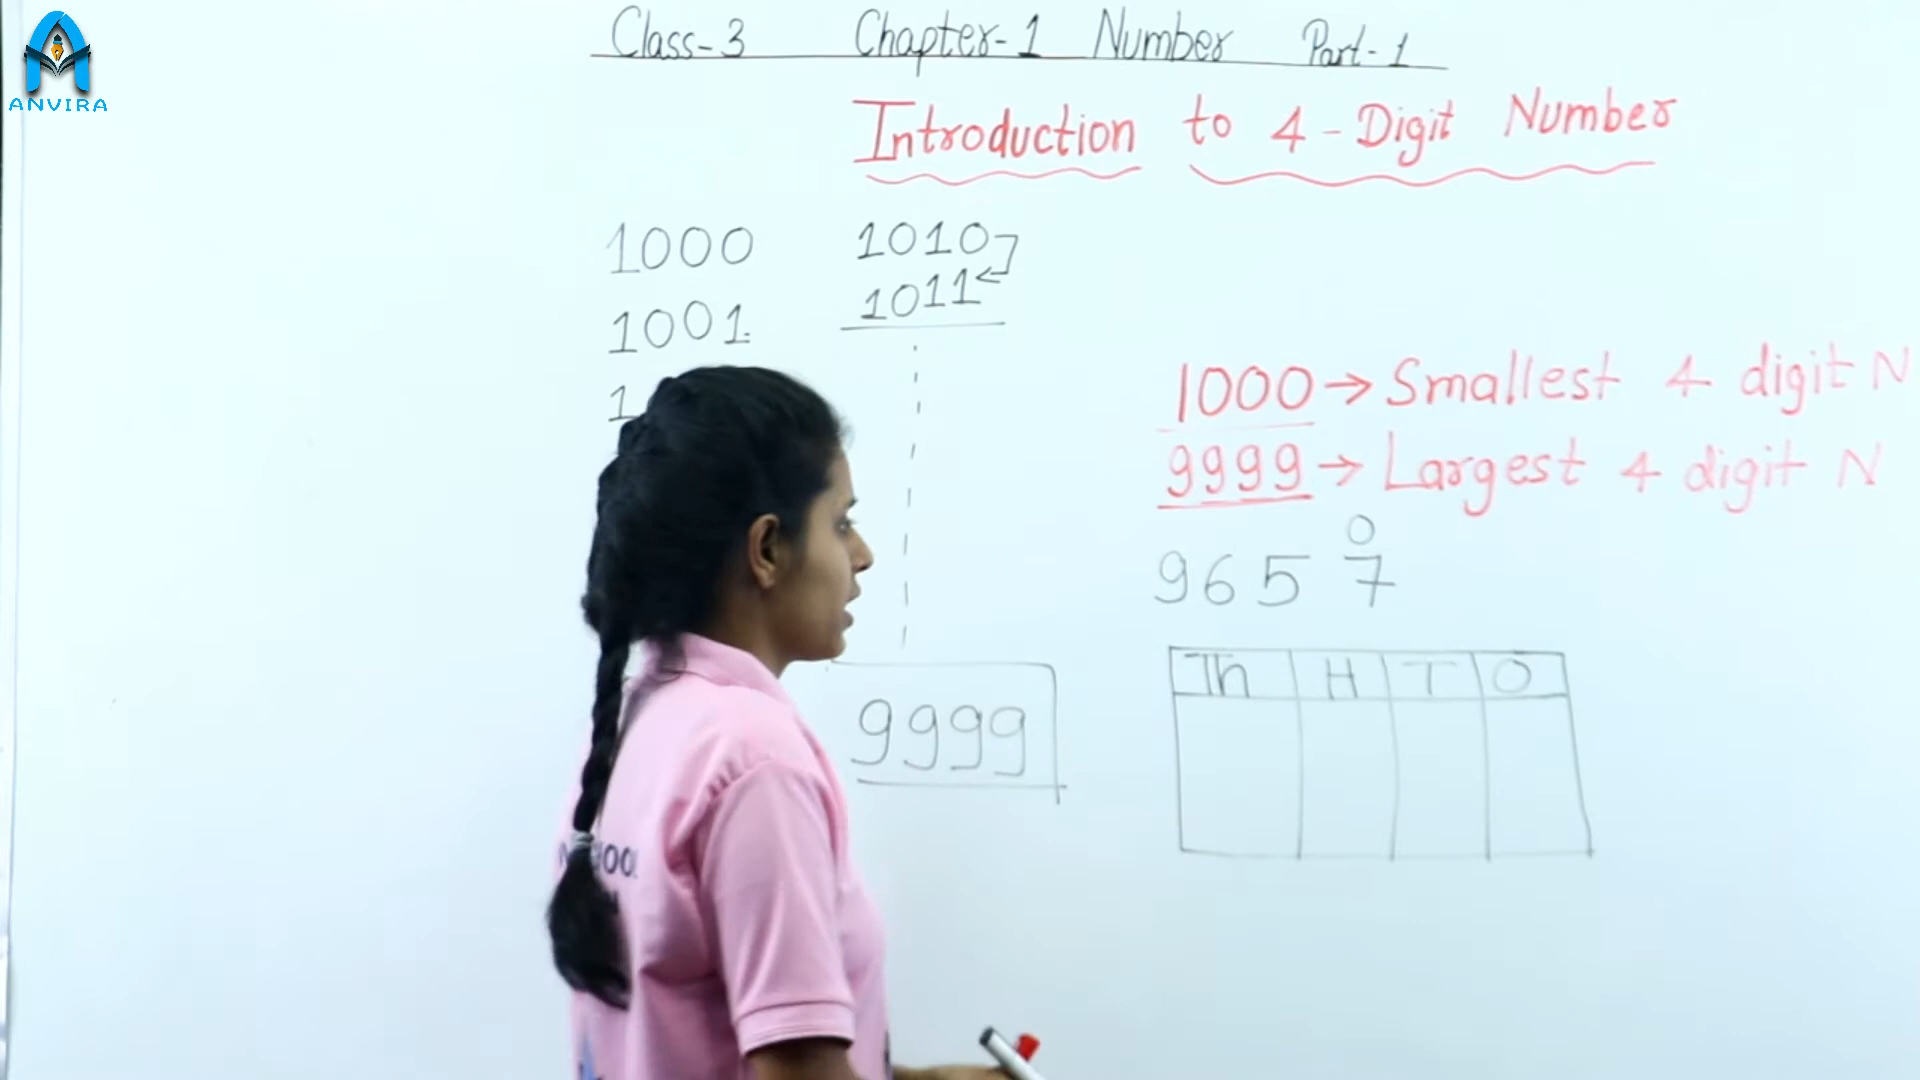 ANVIRA
Class-3 Chapter-1 Number Part-1
Introduction to 4-Digit Number
1000
1001
1010
1011
9999
1000 → Smallest 4 digit N
9999 → Largest 4 digit N
O
9657
Th H T O